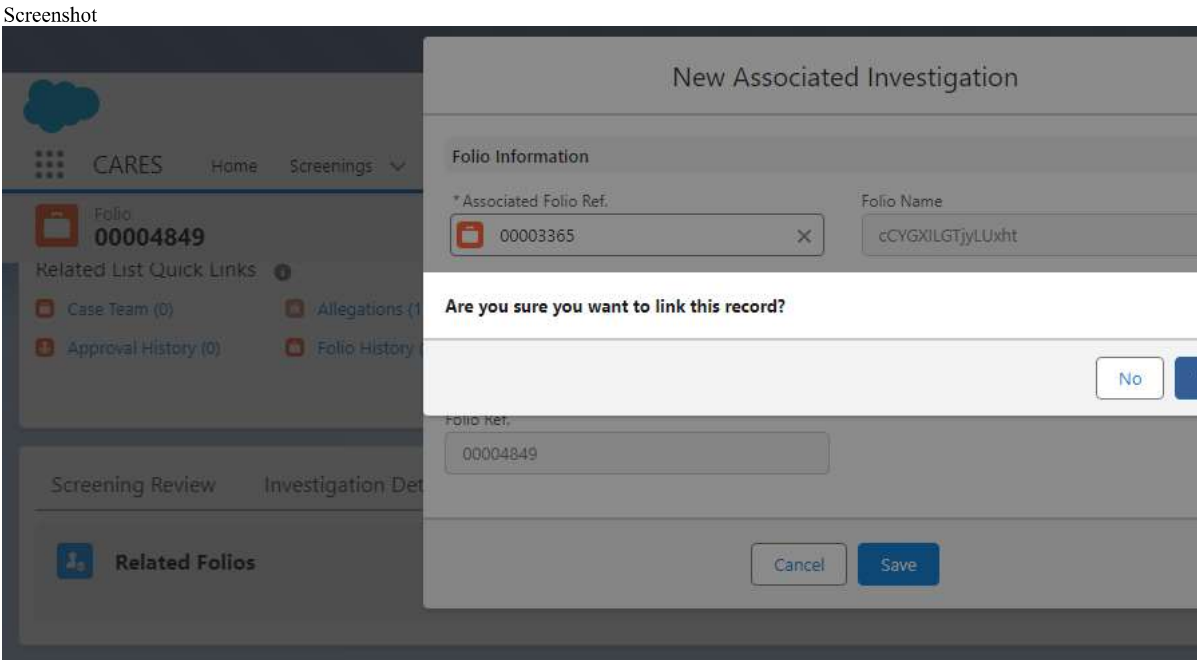 Screenshot
New Associated Investigation
CARES Home Screenings
Folio Information
*Associated Folio Ref. Folio Name
00003365 cCYGXILGTjyLUxht
Folio
00004849
Related List Quick Links
Case Team (0) Allegations (1
Approval History (0) Folio History (
Are you sure you want to link this record?
No
Folio Ref.
00004849
Screening Review Investigation Det
Related Folios
Cancel Save